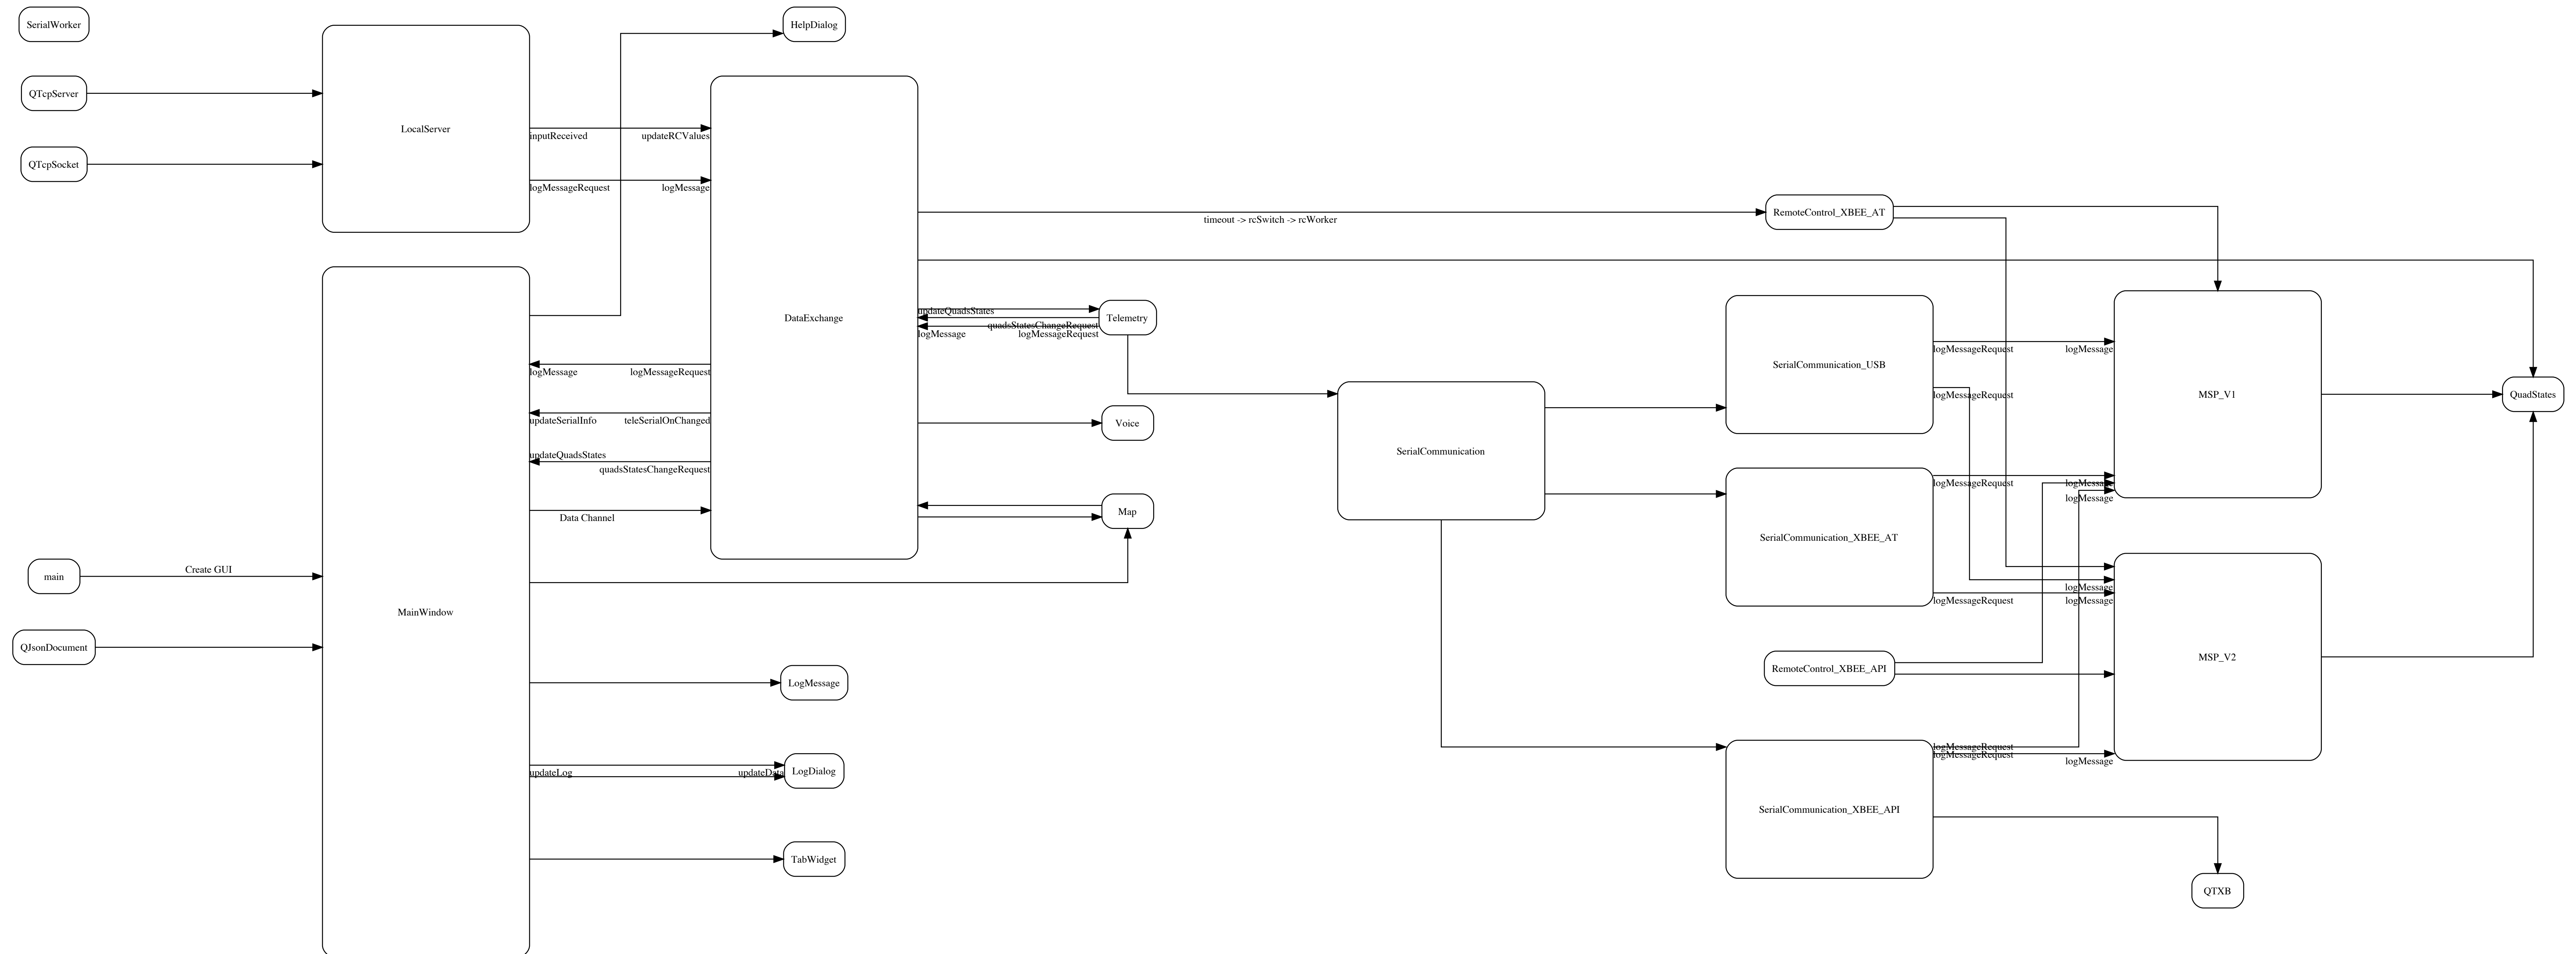 SerialWorker
HelpDialog
QTcpServer
LocalServer
inputReceived
updateRCValues
QTcpSocket
logMessageRequest
logMessage
RemoteControl_XBEE_AT
timeout -> rcSwitch -> rcWorker
DataExchange
updateQuadsStates
Telemetry
quadsStatesChangeRequest
logMessage
logMessageRequest
logMessageRequest
logMessage
SerialCommunication_USB
logMessage
logMessageRequest
logMessageRequest
MSP_V1
QuadStates
updateSerialInfo
teleSerialOnChanged
Voice
SerialCommunication
updateQuadsStates
quadsStatesChangeRequest
logMessageRequest
logMessage
logMessage
Map
Data Channel
SerialCommunication_XBEE_AT
main
Create GUI
logMessage
logMessageRequest
logMessage
MainWindow
QJsonDocument
MSP_V2
RemoteControl_XBEE_API
LogMessage
logMessageRequest
logMessageRequest
logMessage
LogDialog
updateLog
updateData
SerialCommunication_XBEE_API
TabWidget
QTXB